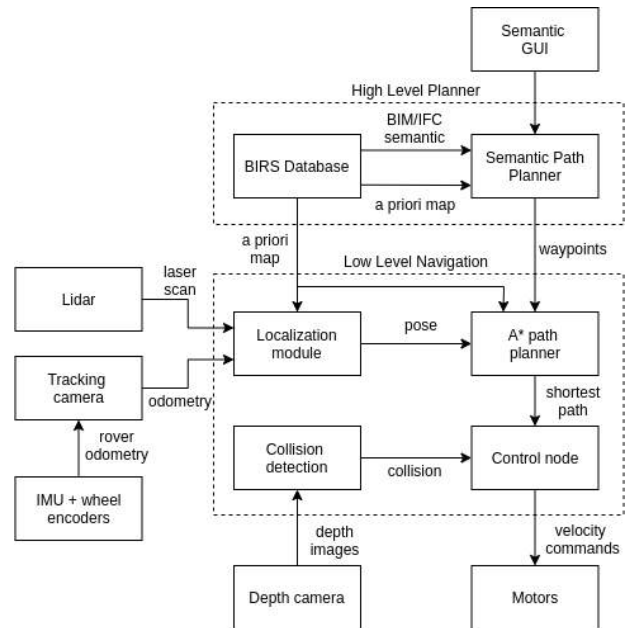 Semantic
GUI
High Level Planner
BIM/IFC
semantic
BIRS Database
Semantic Path
Planner
a priori map
a priori
map
waypoints
Low Level Navigation
laser
scan
Lidar
Localization
module
pose
A* path
planner
Tracking
camera
odometry
shortest
path
rover
odometry
Collision
detection
collision
Control node
IMU + wheel
encoders
depth
images
velocity
commands
Depth camera
Motors